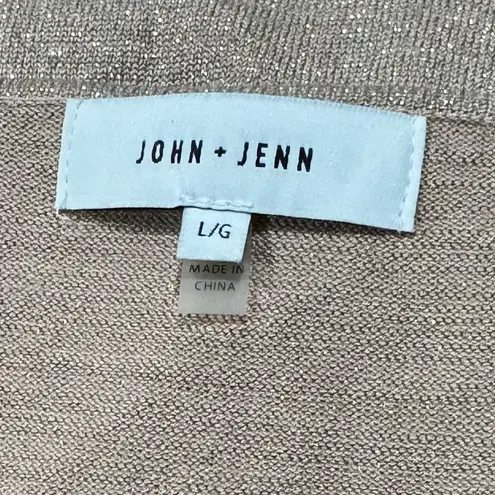 JOHN + JENN
L/G
MADE IN
CHINA